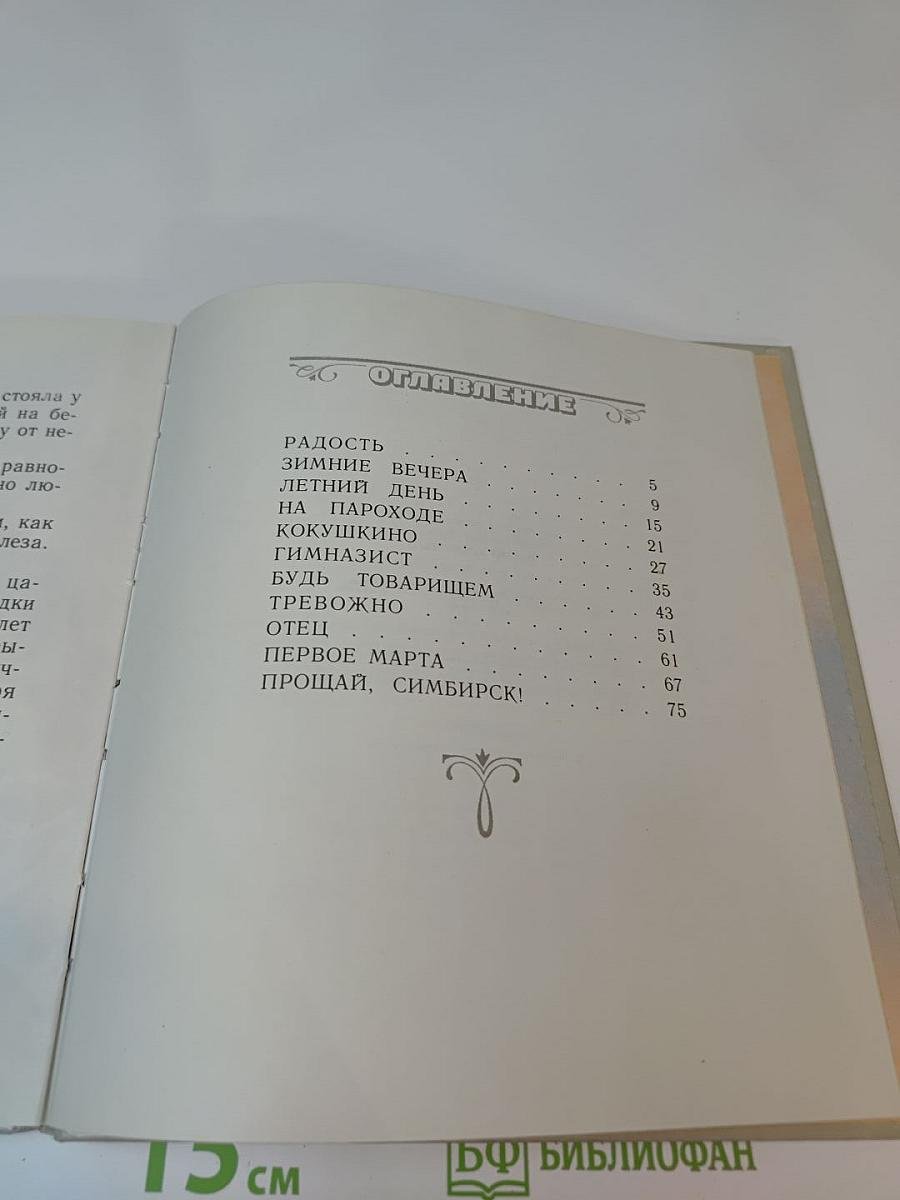 стояла у
й на бе-
у от не-
равно-
но лю-
как
леза.
ца-
дки
лет
ы-
ч-
ОГЛАВЛЕНИЕ
РАДОСТЬ . . . . . . . . 5
ЗИМНИЕ ВЕЧЕРА . . . . . . 9
ЛЕТНИЙ ДЕНЬ . . . . . . . 15
НА ПАРОХОДЕ . . . . . . . 21
КОКУШКИНО . . . . . . . . 27
ГИМНАЗИСТ . . . . . . . . 35
БУДЬ ТОВАРИЩЕМ . . . . . . 43
ТРЕВОЖНО . . . . . . . . 51
ОТЕЦ . . . . . . . . . . 61
ПЕРВОЕ МАРТА . . . . . . . 67
ПРОЩАЙ, СИМБИРСК! . . . . . 75
15 см
БФ БИБЛИОФАН